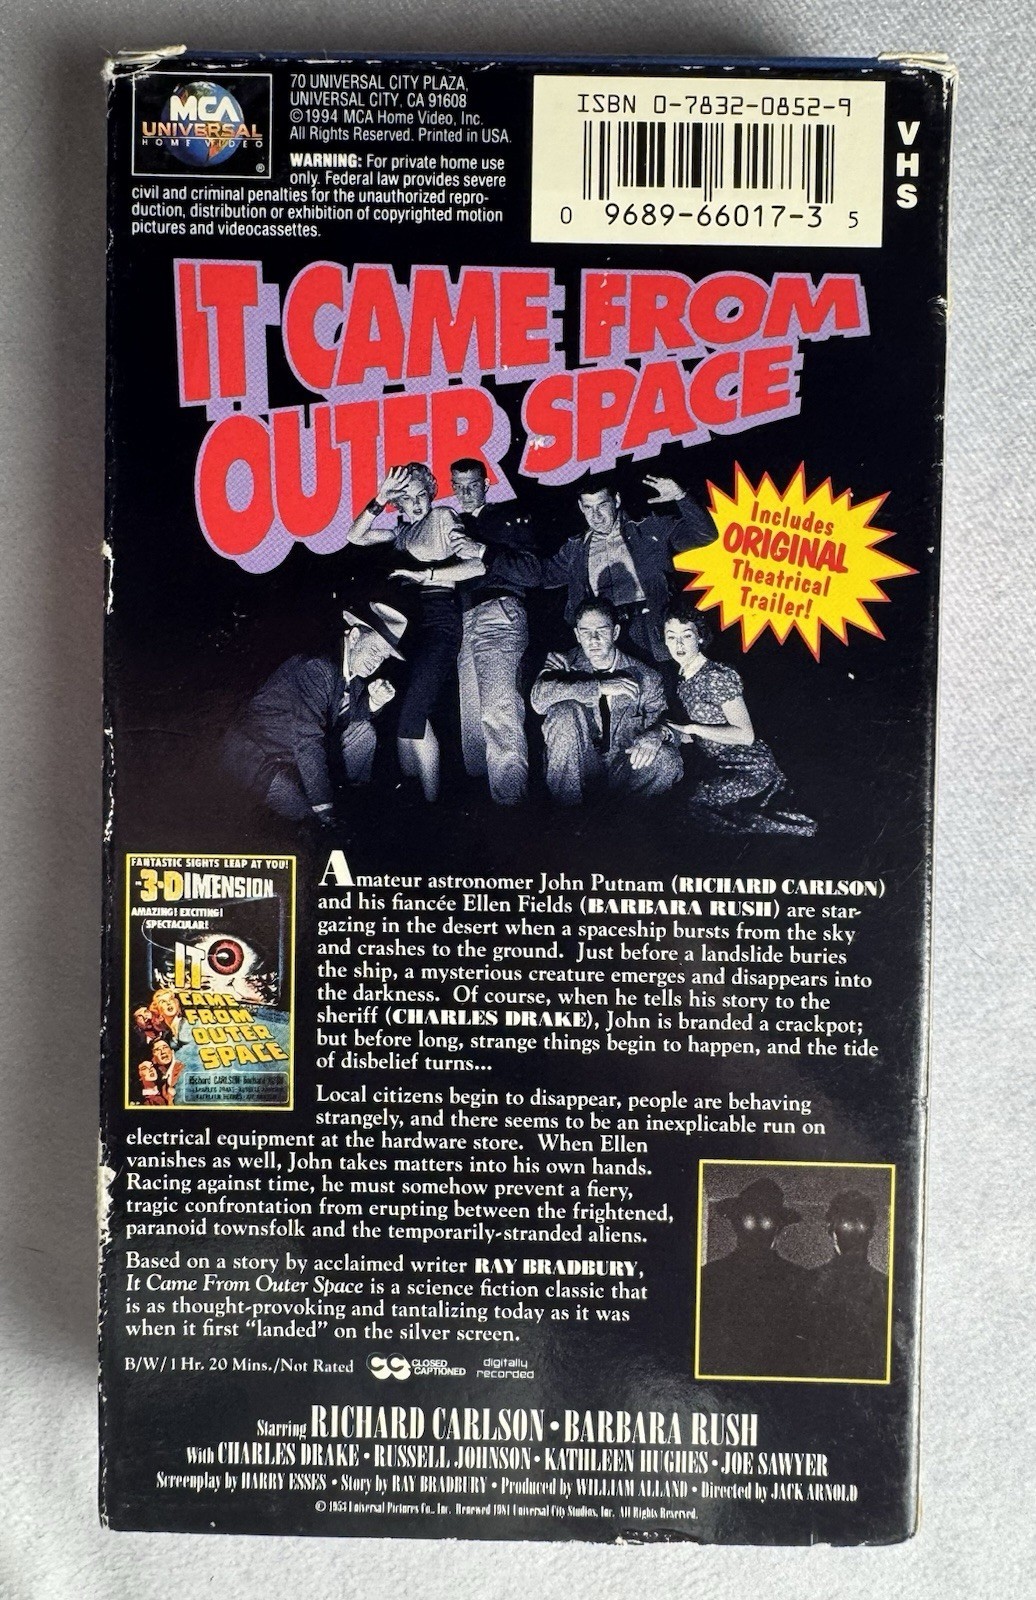 MCA
UNIVERSAL
HOME VIDEO
®
70 UNIVERSAL CITY PLAZA,
UNIVERSAL CITY, CA 91608
©1994 MCA Home Video, Inc.
All Rights Reserved. Printed in USA.
WARNING: For private home use
only. Federal law provides severe
civil and criminal penalties for the unauthorized repro-
duction, distribution or exhibition of copyrighted motion
pictures and videocassettes.
ISBN 0-7832-0852-9
0 9689-66017-3 5
VHS
IT CAME FROM
OUTER SPACE
Includes
ORIGINAL
Theatrical
Trailer!
FANTASTIC SIGHTS LEAP AT YOU!
IN 3-DIMENSION
AMAZING! EXCITING!
SPECTACULAR!
IT
CAME
FROM
OUTER
SPACE
Richard CARLSON Barbara RUSH
Amateur astronomer John Putnam (RICHARD CARLSON)
and his fiancée Ellen Fields (BARBARA RUSH) are star-
gazing in the desert when a spaceship bursts from the sky
and crashes to the ground. Just before a landslide buries
the ship, a mysterious creature emerges and disappears into
the darkness. Of course, when he tells his story to the
sheriff (CHARLES DRAKE), John is branded a crackpot;
but before long, strange things begin to happen, and the tide
of disbelief turns...
Local citizens begin to disappear, people are behaving
strangely, and there seems to be an inexplicable run on
electrical equipment at the hardware store. When Ellen
vanishes as well, John takes matters into his own hands.
Racing against time, he must somehow prevent a fiery,
tragic confrontation from erupting between the frightened,
paranoid townsfolk and the temporarily-stranded aliens.
Based on a story by acclaimed writer RAY BRADBURY,
It Came From Outer Space is a science fiction classic that
is as thought-provoking and tantalizing today as it was
when it first “landed” on the silver screen.
B/W/1 Hr. 20 Mins./Not Rated CC CLOSED CAPTIONED digitally recorded
Starring RICHARD CARLSON • BARBARA RUSH
With CHARLES DRAKE • RUSSELL JOHNSON • KATHLEEN HUGHES • JOE SAWYER
Screenplay by HARRY ESSES • Story by RAY BRADBURY • Produced by WILLIAM ALLAND • Directed by JACK ARNOLD
© 1953 Universal Pictures Co., Inc. Renewed 1981 Universal City Studios, Inc. All Rights Reserved.